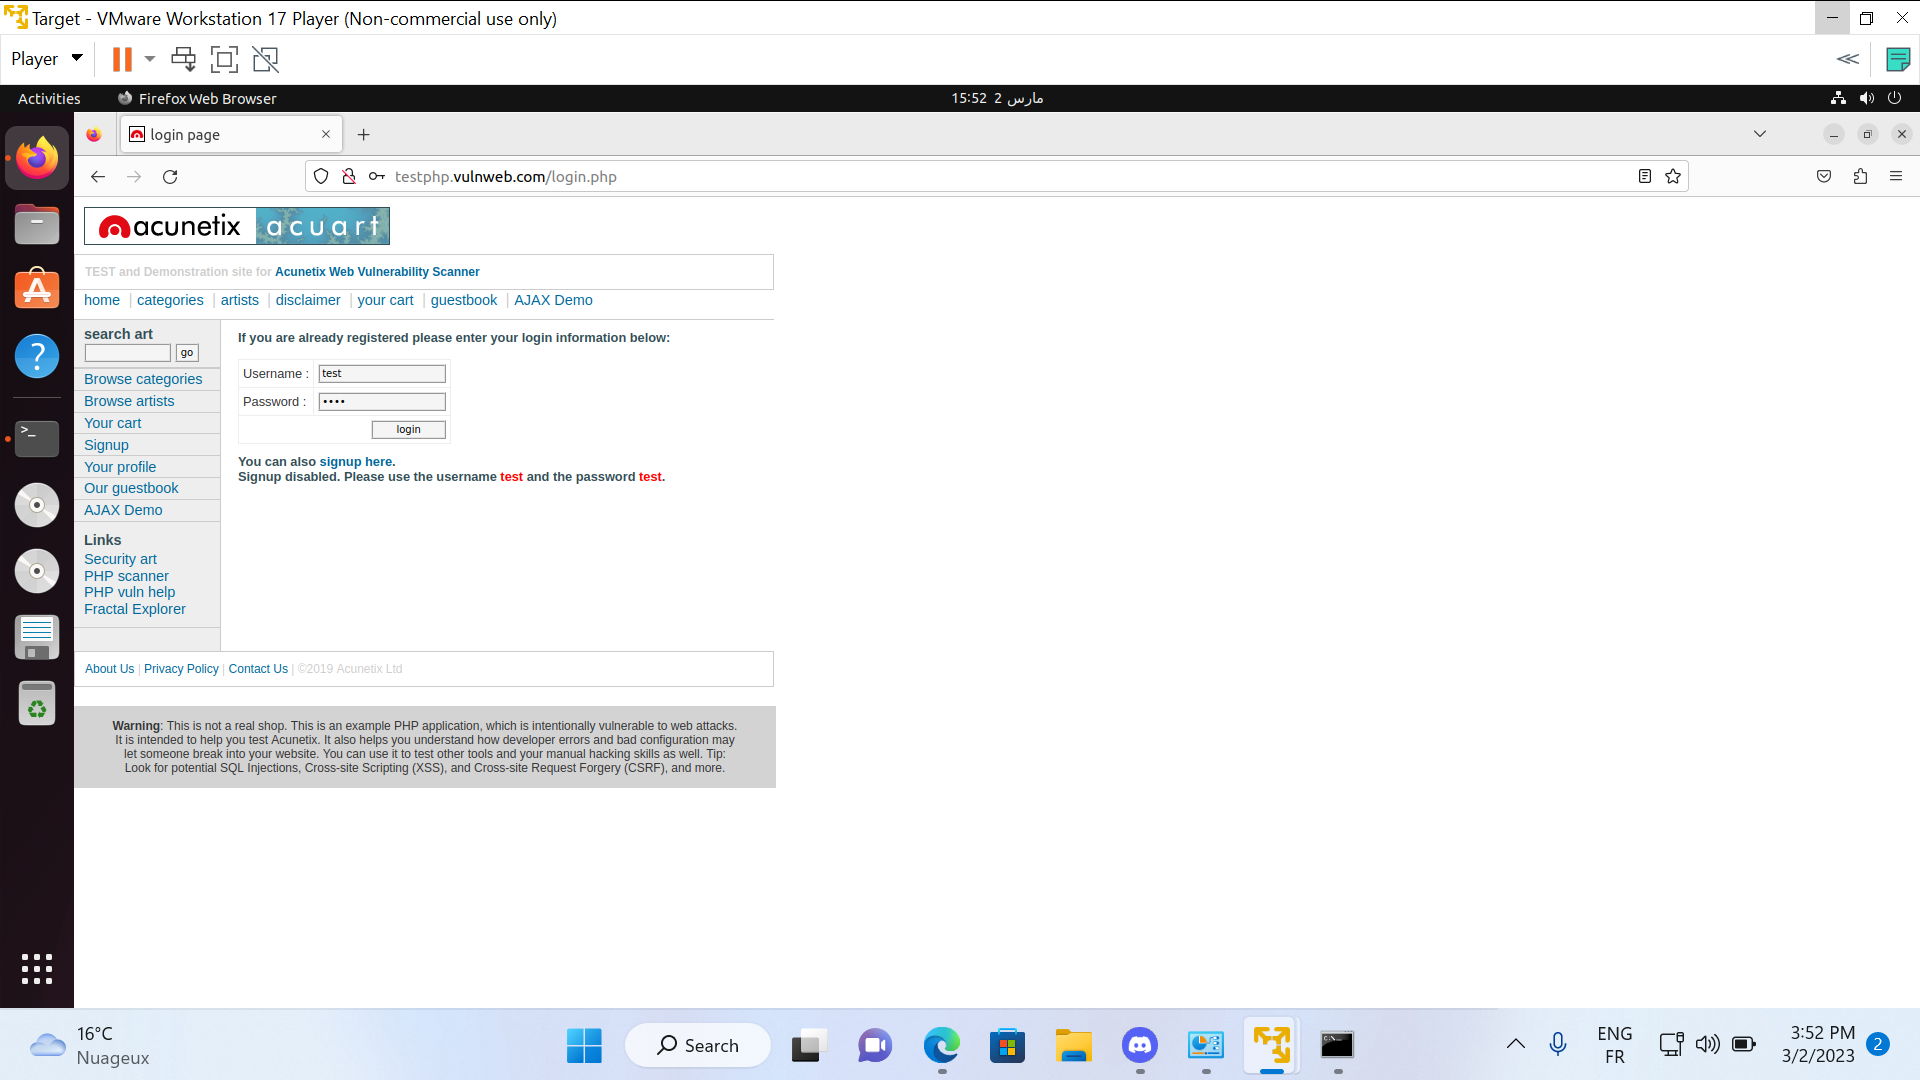 Target - VMware Workstation 17 Player (Non-commercial use only)
Player
Activities Firefox Web Browser 15:52 2 مارس
login page
testphp.vulnweb.com/login.php
acunetix acuart
TEST and Demonstration site for Acunetix Web Vulnerability Scanner
home | categories | artists | disclaimer | your cart | guestbook | AJAX Demo
search art
go
Browse categories
Browse artists
Your cart
Signup
Your profile
Our guestbook
AJAX Demo
Links
Security art
PHP scanner
PHP vuln help
Fractal Explorer
If you are already registered please enter your login information below:
Username : test
Password : ••••
login
You can also signup here.
Signup disabled. Please use the username test and the password test.
About Us | Privacy Policy | Contact Us | ©2019 Acunetix Ltd
Warning: This is not a real shop. This is an example PHP application, which is intentionally vulnerable to web attacks.
It is intended to help you test Acunetix. It also helps you understand how developer errors and bad configuration may
let someone break into your website. You can use it to test other tools and your manual hacking skills as well. Tip:
Look for potential SQL Injections, Cross-site Scripting (XSS), and Cross-site Request Forgery (CSRF), and more.
16°C
Nuageux
Search
ENG
FR
3:52 PM
3/2/2023
2